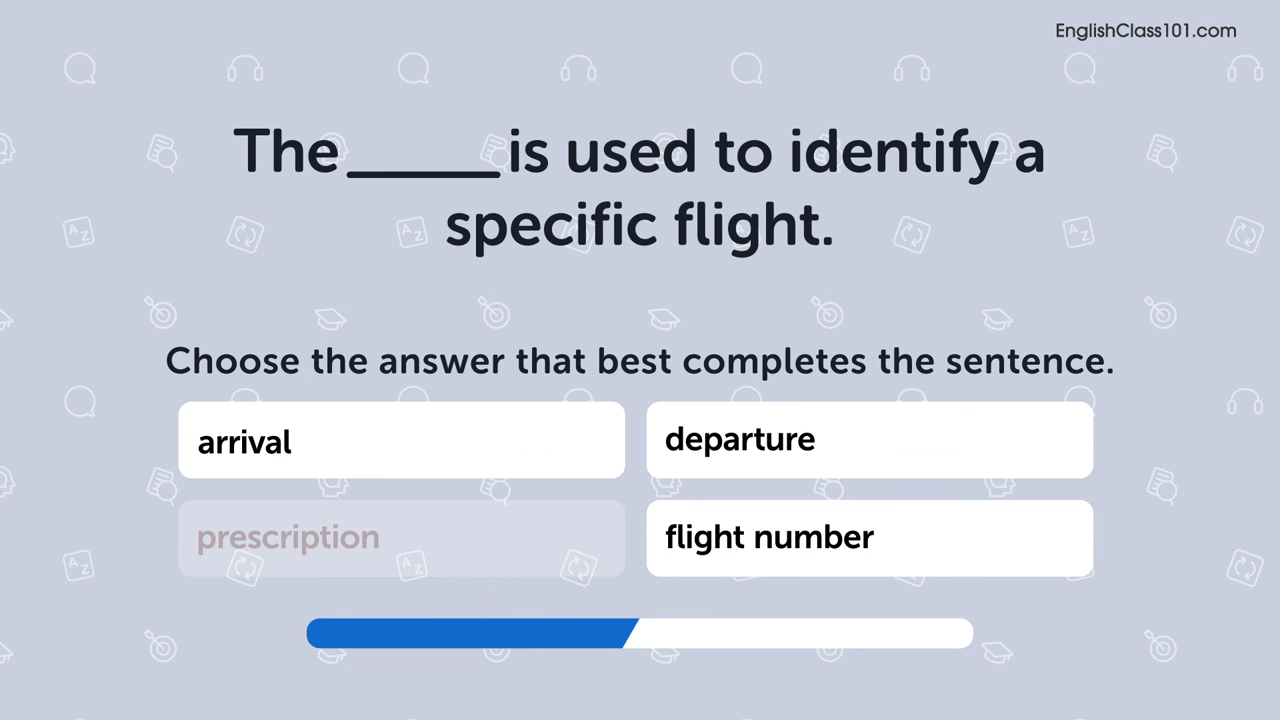 EnglishClass101.com
The _____ is used to identify a
specific flight.
Choose the answer that best completes the sentence.
arrival
departure
prescription
flight number